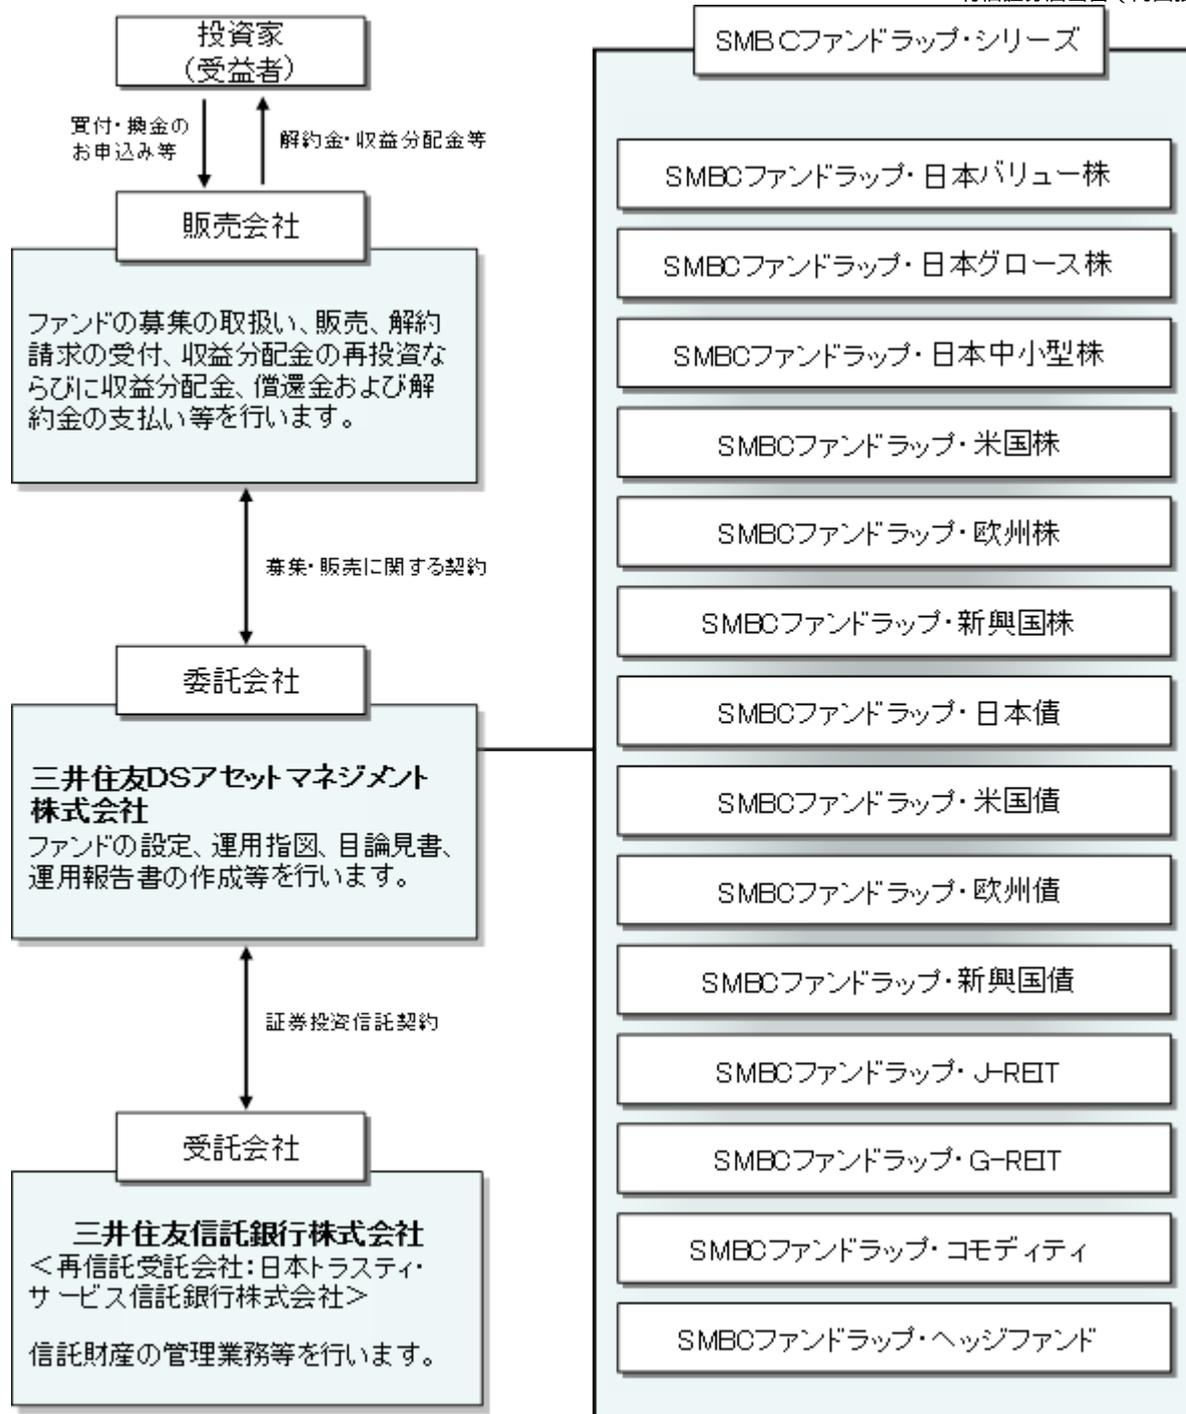 投資家
(受益者)
買付・換金の
お申込み等
解約金・収益分配金等
販売会社
ファンドの募集の取扱い、販売、解約
請求の受付、収益分配金の再投資な
らびに収益分配金、償還金および解
約金の支払い等を行います。
募集・販売に関する契約
委託会社
三井住友DSアセットマネジメント
株式会社
ファンドの設定、運用指図、目論見書、
運用報告書の作成等を行います。
証券投資信託契約
受託会社
三井住友信託銀行株式会社
<再信託受託会社:日本トラスティ・
サービス信託銀行株式会社>
信託財産の管理業務等を行います。
SMBCファンドラップ・シリーズ
SMBCファンドラップ・日本バリュー株
SMBCファンドラップ・日本グロース株
SMBCファンドラップ・日本中小型株
SMBCファンドラップ・米国株
SMBCファンドラップ・欧州株
SMBCファンドラップ・新興国株
SMBCファンドラップ・日本債
SMBCファンドラップ・米国債
SMBCファンドラップ・欧州債
SMBCファンドラップ・新興国債
SMBCファンドラップ・J-REIT
SMBCファンドラップ・G-REIT
SMBCファンドラップ・コモディティ
SMBCファンドラップ・ヘッジファンド